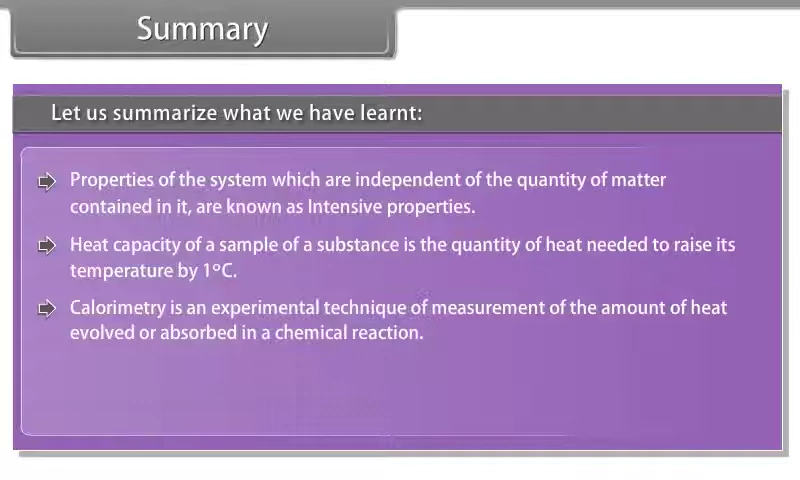 Summary
Let us summarize what we have learnt:
Properties of the system which are independent of the quantity of matter
contained in it, are known as Intensive properties.
Heat capacity of a sample of a substance is the quantity of heat needed to raise its
temperature by 1ºC.
Calorimetry is an experimental technique of measurement of the amount of heat
evolved or absorbed in a chemical reaction.